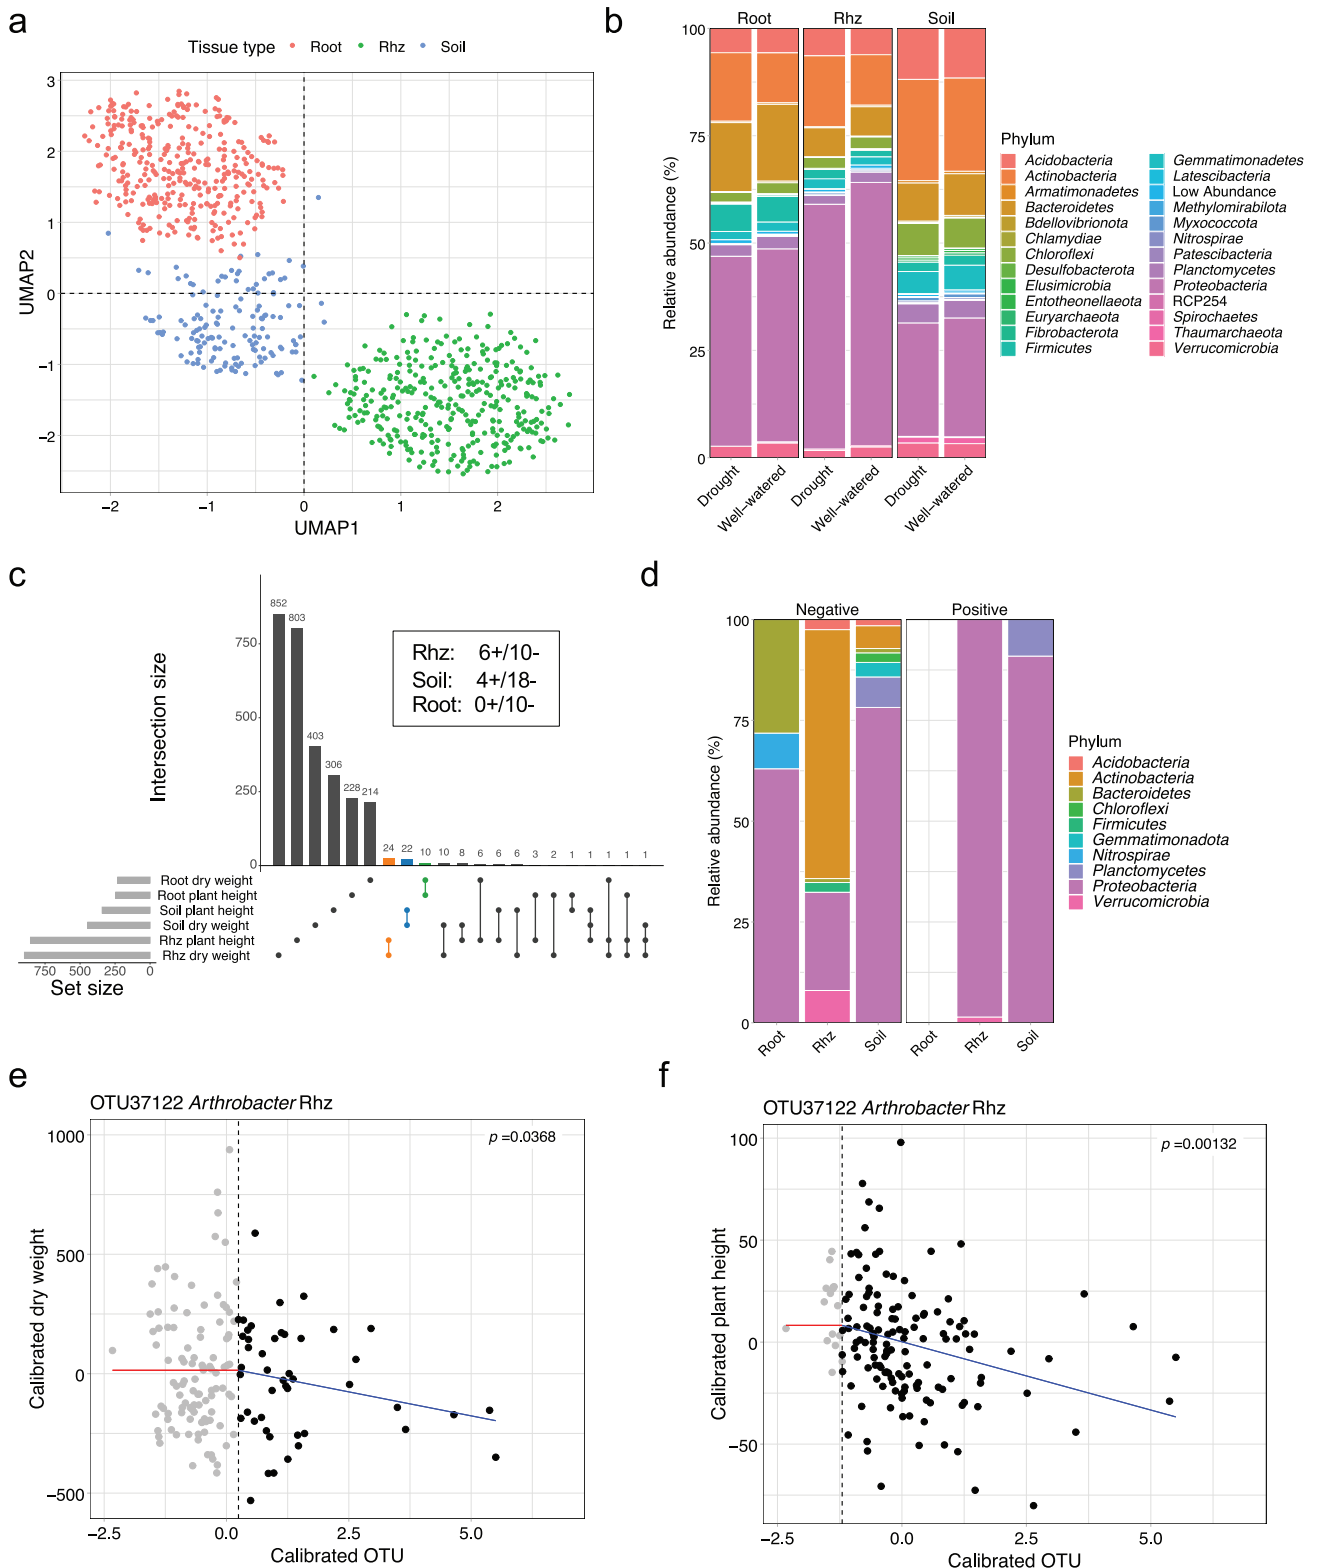 a
Tissue type Root Rhz Soil
3
2
1
0
−1
−2
UMAP2
−2 −1 0 1 2
UMAP1
b
Root Rhz Soil
100
75
50
25
0
Relative abundance (%)
Drought Well−watered Drought Well−watered Drought Well−watered
Phylum
Acidobacteria
Actinobacteria
Armatimonadetes
Bacteroidetes
Bdellovibrionota
Chlamydiae
Chloroflexi
Desulfobacterota
Elusimicrobia
Entotheonellaeota
Euryarchaeota
Fibrobacterota
Firmicutes
Gemmatimonadetes
Latescibacteria
Low Abundance
Methylomirabilota
Myxococcota
Nitrospirae
Patescibacteria
Planctomycetes
Proteobacteria
RCP254
Spirochaetes
Thaumarchaeota
Verrucomicrobia
c
Intersection size
750
500
250
0
852 803 403 306 228 214 24 22 10 10 8 6 6 6 3 2 1 1 1 1 1
Rhz: 6+/10-
Soil: 4+/18-
Root: 0+/10-
Root dry weight
Root plant height
Soil plant height
Soil dry weight
Rhz plant height
Rhz dry weight
750 500 250 0
Set size
d
Negative Positive
100
75
50
25
0
Relative abundance (%)
Root Rhz Soil Root Rhz Soil
Phylum
Acidobacteria
Actinobacteria
Bacteroidetes
Chloroflexi
Firmicutes
Gemmatimonadota
Nitrospirae
Planctomycetes
Proteobacteria
Verrucomicrobia
e
OTU37122 Arthrobacter Rhz
p =0.0368
1000
500
0
−500
Calibrated dry weight
−2.5 0.0 2.5 5.0
Calibrated OTU
f
OTU37122 Arthrobacter Rhz
p =0.00132
100
50
0
−50
Calibrated plant height
−2.5 0.0 2.5 5.0
Calibrated OTU